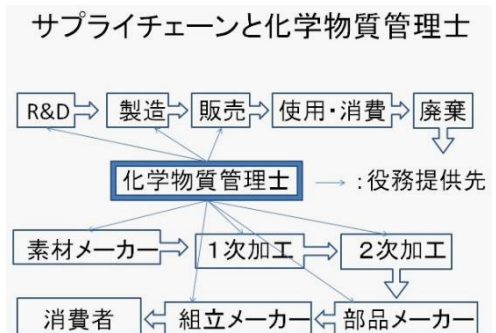 サプライチェーンと化学物質管理士
R&D 製造 販売 使用・消費 廃棄
化学物質管理士 → :役務提供先
素材メーカー 1次加工 2次加工
消費者 組立メーカー 部品メーカー